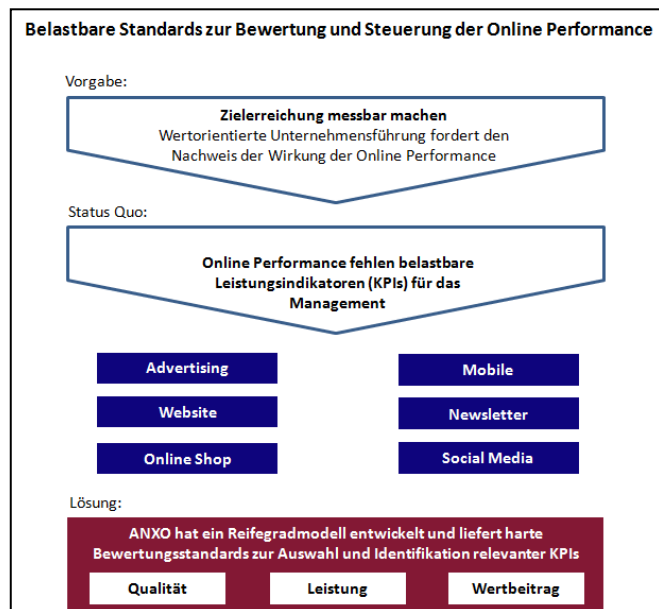 Belastbare Standards zur Bewertung und Steuerung der Online Performance
Vorgabe:
Zielerreichung messbar machen
Wertorientierte Unternehmensführung fordert den
Nachweis der Wirkung der Online Performance
Status Quo:
Online Performance fehlen belastbare
Leistungsindikatoren (KPIs) für das
Management
Advertising
Mobile
Website
Newsletter
Online Shop
Social Media
Lösung:
ANXO hat ein Reifegradmodell entwickelt und liefert harte
Bewertungsstandards zur Auswahl und Identifikation relevanter KPIs
Qualität
Leistung
Wertbeitrag